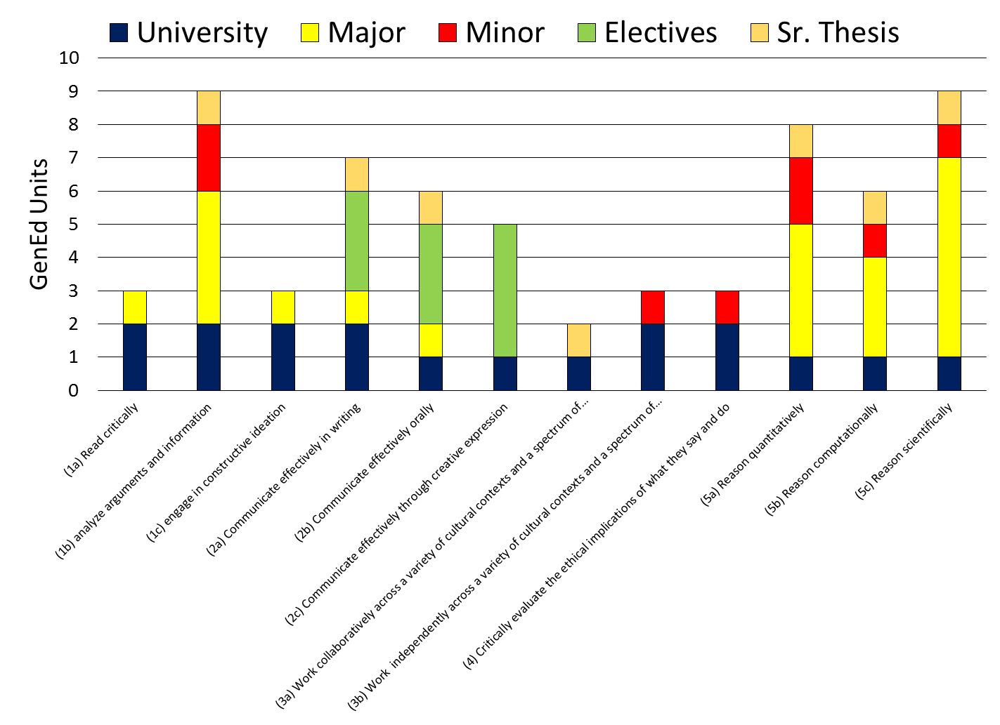 University Major Minor Electives Sr. Thesis
10
9
8
7
6
5
4
3
2
1
0
GenEd Units
(1a) Read critically
(1b) analyze arguments and information
(1c) engage in constructive ideation
(2a) Communicate effectively in writing
(2b) Communicate effectively orally
(2c) Communicate effectively through creative expression
(3a) Work collaboratively across a variety of cultural contexts and a spectrum of…
(3b) Work independently across a variety of cultural contexts and a spectrum of…
(4) Critically evaluate the ethical implications of what they say and do
(5a) Reason quantitatively
(5b) Reason computationally
(5c) Reason scientifically